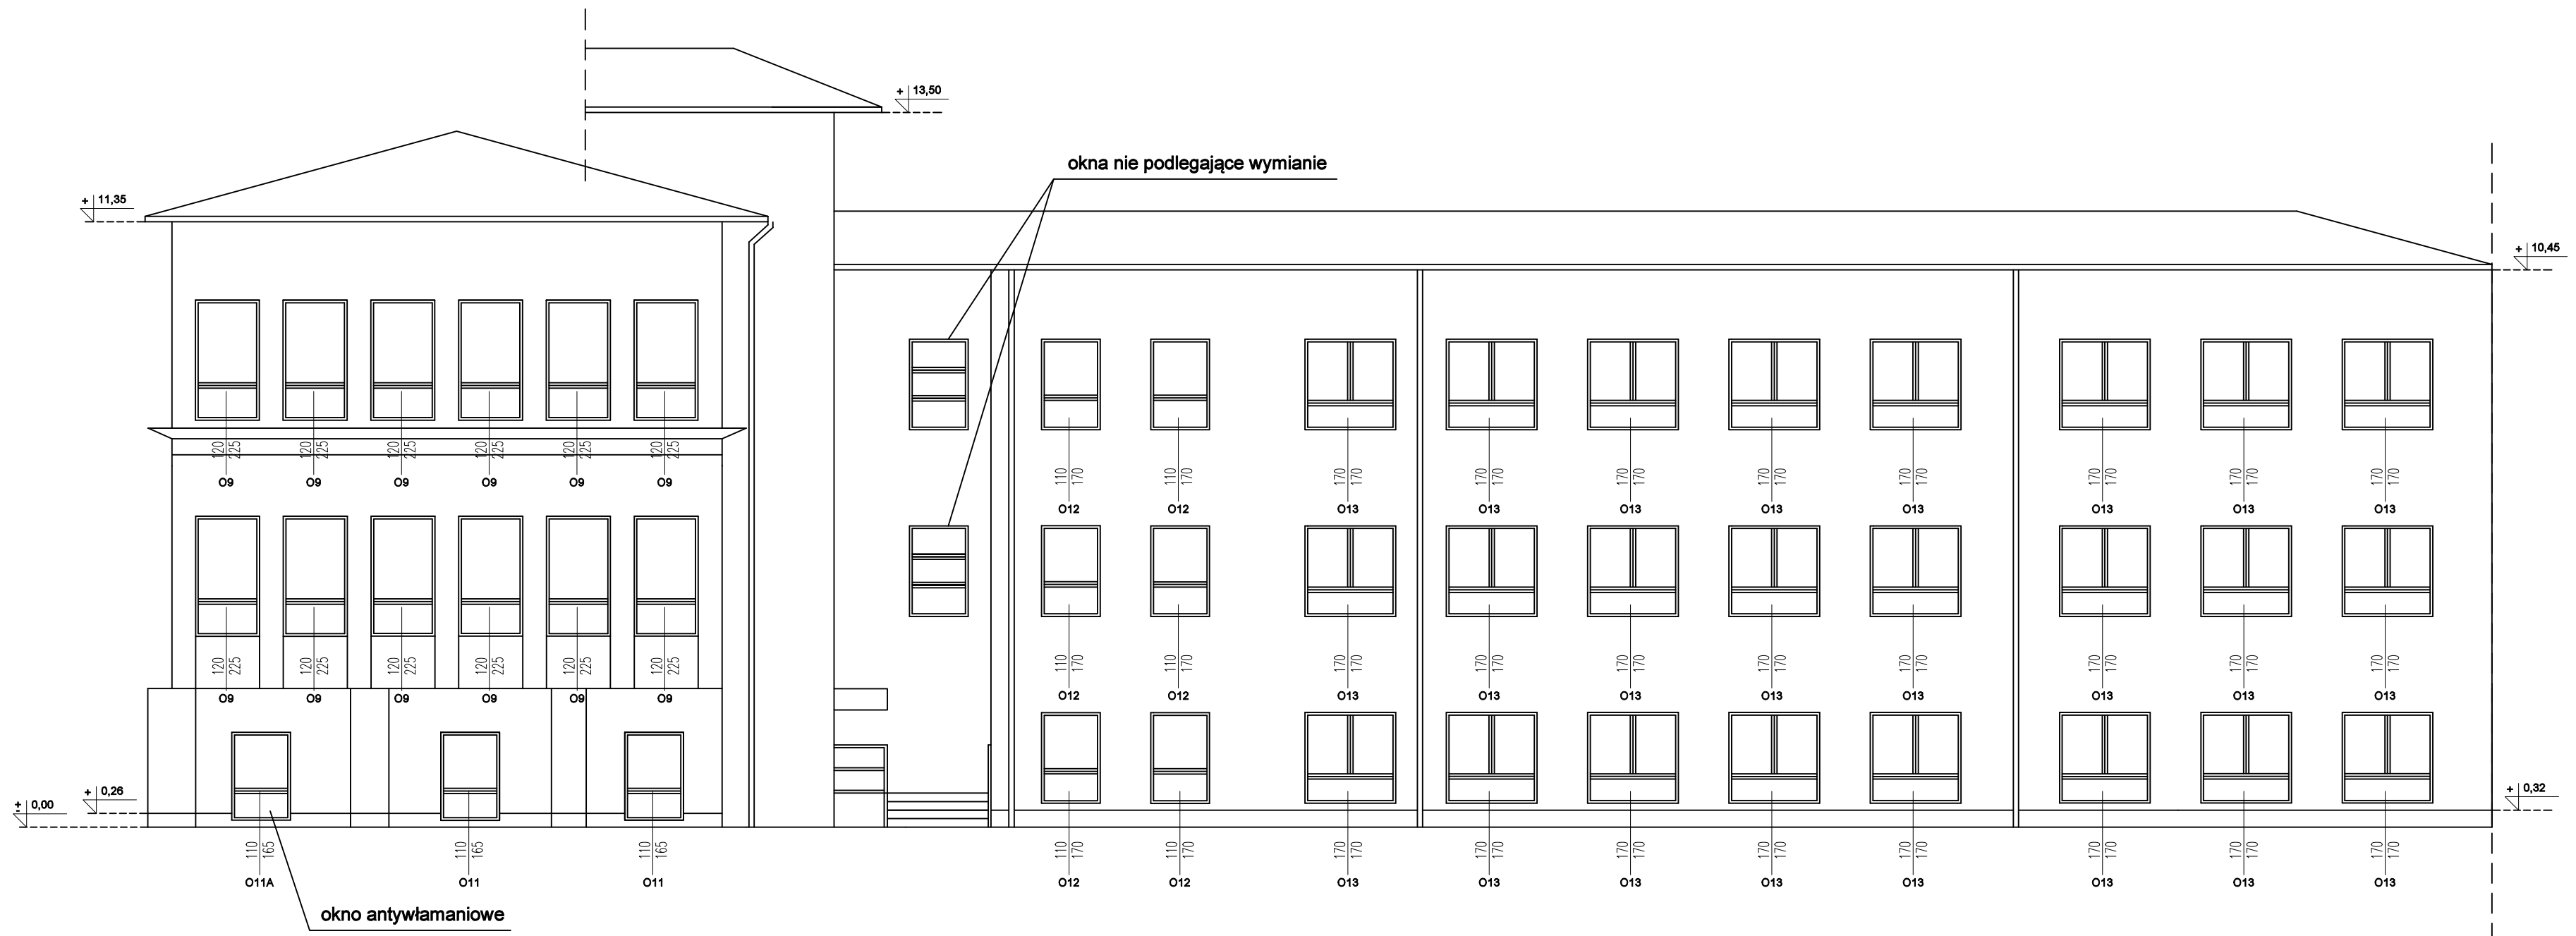 + 13,50
okna nie podlegające wymianie
+ 11,35
+ 10,45
120 225 120 225 120 225 120 225 120 225 120 225
O9 O9 O9 O9 O9 O9
110 170 110 170 170 170 170 170 170 170 170 170 170 170 170 170 170 170 170 170
O12 O12 O13 O13 O13 O13 O13 O13 O13 O13
120 225 120 225 120 225 120 225 120 225 120 225
110 170 110 170 170 170 170 170 170 170 170 170 170 170 170 170 170 170 170 170
O9 O9 O9 O9 O9 O9
O12 O12 O13 O13 O13 O13 O13 O13 O13 O13
+ 0,26
+ 0,32
± 0,00
110 165 110 165 110 165 110 170 110 170 170 170 170 170 170 170 170 170 170 170 170 170 170 170 170 170
O11A O11 O11 O12 O12 O13 O13 O13 O13 O13 O13 O13 O13
okno antywłamaniowe